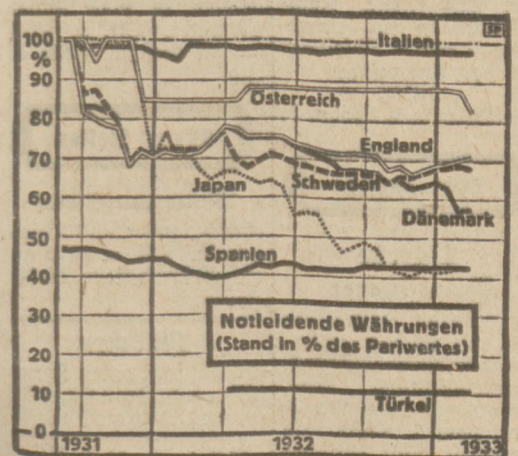 100
%
90
80
70
60
50
40
30
20
10
0
Italien
Österreich
England
Japan
Schweden
Dänemark
Spanien
Notleidende Währungen
(Stand in % des Pariwertes)
Türkei
1931
1932
1933